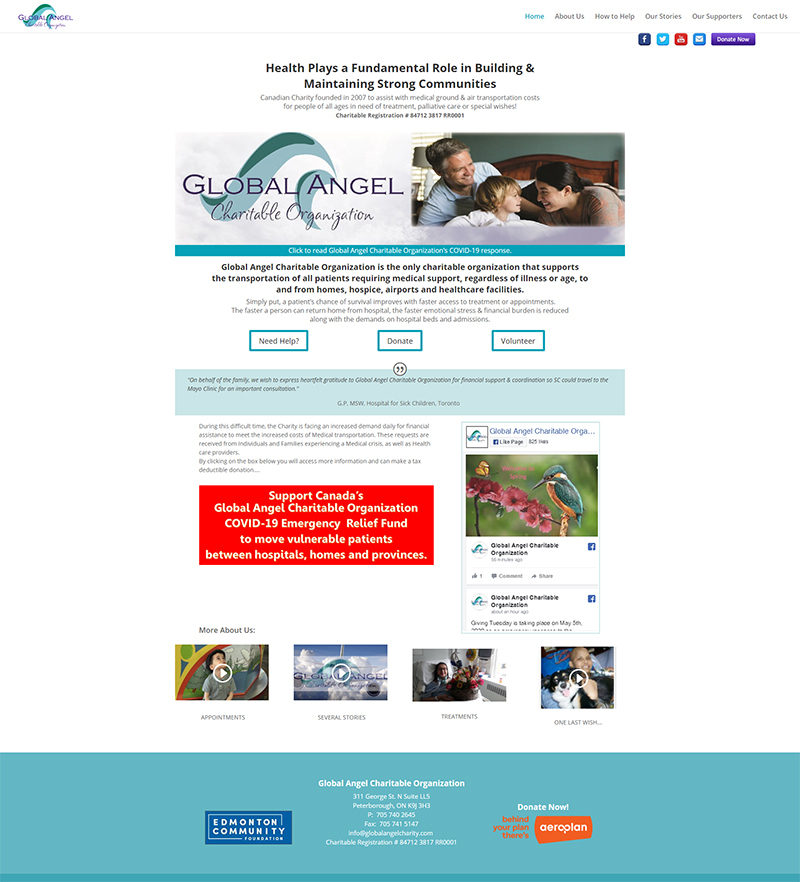 GLOBAL ANGEL
Charitable Organization
Home
About Us
How to Help
Our Stories
Our Supporters
Contact Us
Donate Now
Health Plays a Fundamental Role in Building &
Maintaining Strong Communities
Canadian Charity founded in 2007 to assist with medical ground & air transportation costs
for people of all ages in need of treatment, palliative care or special wishes!
Charitable Registration # 84712 3817 RR0001
GLOBAL ANGEL
Charitable Organization
Click to read Global Angel Charitable Organization's COVID-19 response.
Global Angel Charitable Organization is the only charitable organization that supports
the transportation of all patients requiring medical support, regardless of illness or age, to
and from homes, hospice, airports and healthcare facilities.
Simply put, a patient's chance of survival improves with faster access to treatment or appointments.
The faster a person can return home from hospital, the faster emotional stress & financial burden is reduced
along with the demands on hospital beds and admissions.
Need Help?
Donate
Volunteer
"On behalf of the family, we wish to express heartfelt gratitude to Global Angel Charitable Organization for financial support & coordination so SC could travel to the
Mayo Clinic for an important consultation."
G.P. MSW, Hospital for Sick Children, Toronto
During this difficult time, the Charity is facing an increased demand daily for financial
assistance to meet the increased costs of Medical transportation. These requests are
received from Individuals and Families experiencing a Medical crisis, as well as Health
care providers.
By clicking on the box below you will access more information and can make a tax
deductible donation....
Support Canada's
Global Angel Charitable Organization
COVID-19 Emergency Relief Fund
to move vulnerable patients
between hospitals, homes and provinces.
Global Angel Charitable Orga...
Like Page
825 likes
Welcome
Spring
Global Angel Charitable
Organization
50 minutes ago
1
Comment
Share
Global Angel Charitable
Organization
about an hour ago
Giving Tuesday is taking place on May 5th,
More About Us:
APPOINTMENTS
SEVERAL STORIES
TREATMENTS
ONE LAST WISH...
EDMONTON
COMMUNITY
FOUNDATION
Global Angel Charitable Organization
311 George St. N Suite LL5
Peterborough, ON K9J 3H3
P: 705 740 2645
Fax: 705 741 5147
info@globalangelcharity.com
Charitable Registration # 84712 3817 RR0001
Donate Now!
behind
your plan
there's
aeroplan